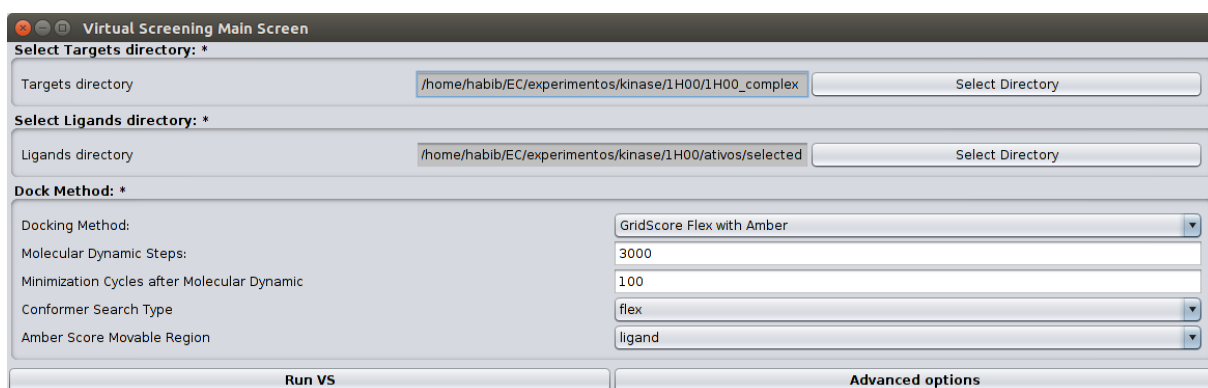 Virtual Screening Main Screen
Select Targets directory: *
Targets directory /home/habib/EC/experimentos/kinase/1H00/1H00_complex Select Directory
Select Ligands directory: *
Ligands directory /home/habib/EC/experimentos/kinase/1H00/ativos/selected Select Directory
Dock Method: *
Docking Method: GridScore Flex with Amber
Molecular Dynamic Steps: 3000
Minimization Cycles after Molecular Dynamic 100
Conformer Search Type flex
Amber Score Movable Region ligand
Run VS Advanced options